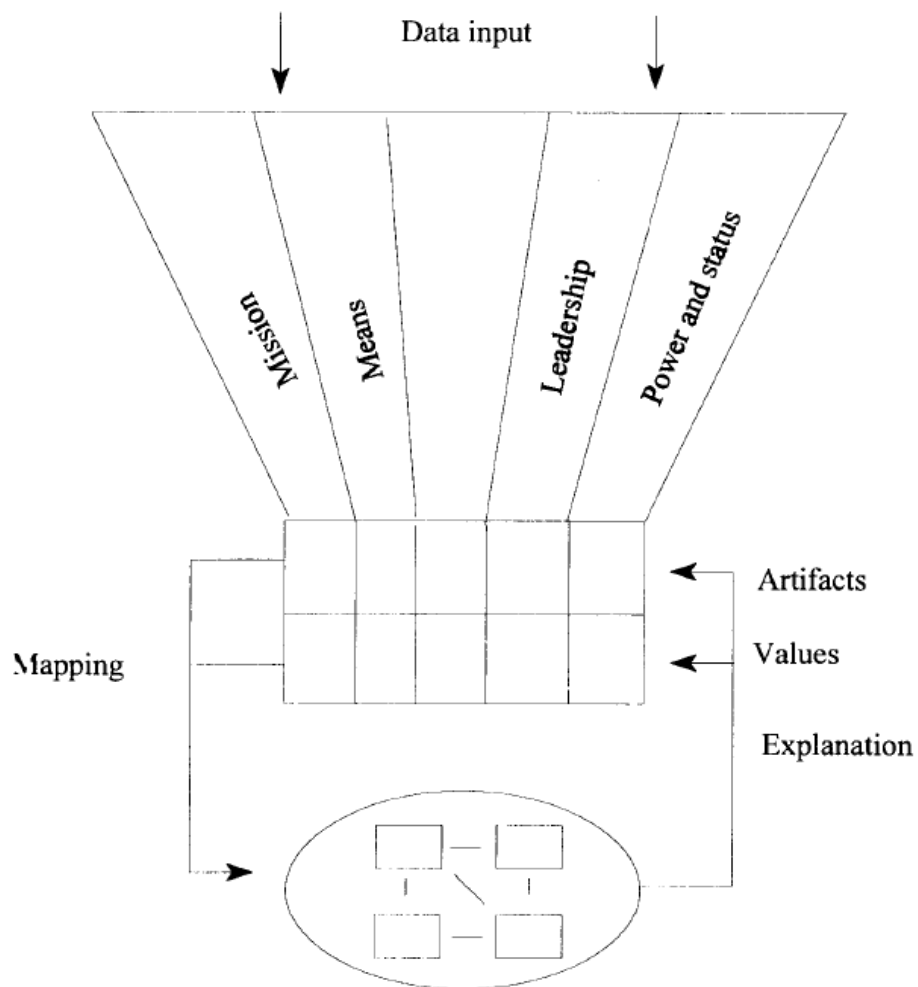 Data input
Mission
Means
Leadership
Power and status
Artifacts
Mapping
Values
Explanation